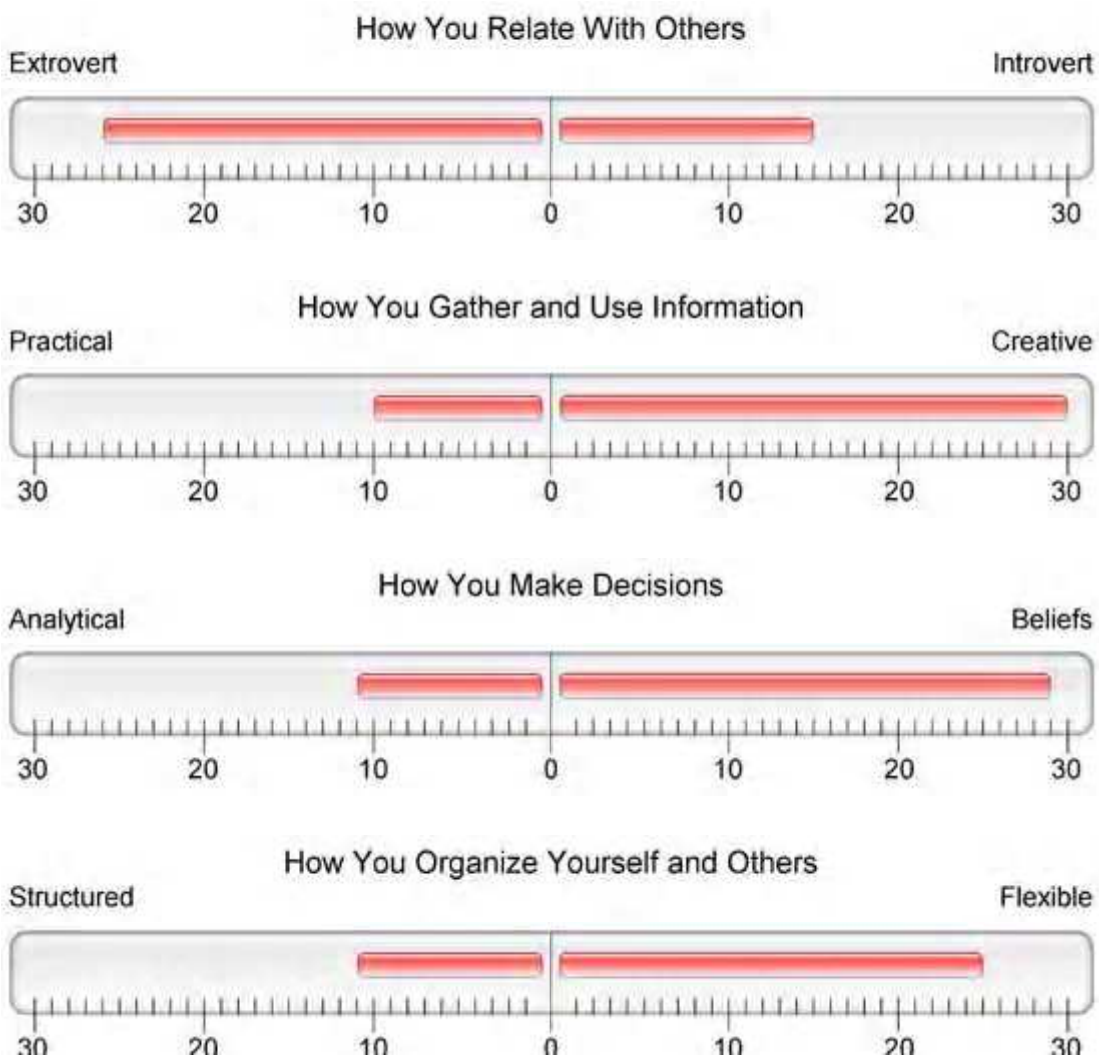 How You Relate With Others
Extrovert Introvert
30 20 10 0 10 20 30
How You Gather and Use Information
Practical Creative
30 20 10 0 10 20 30
How You Make Decisions
Analytical Beliefs
30 20 10 0 10 20 30
How You Organize Yourself and Others
Structured Flexible
30 20 10 0 10 20 30